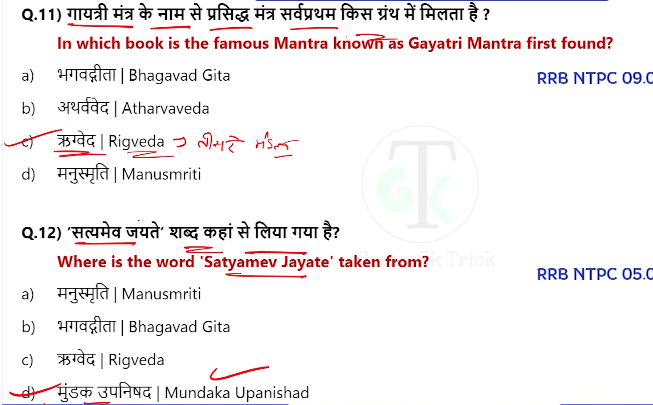 Q.11) गायत्री मंत्र के नाम से प्रसिद्ध मंत्र सर्वप्रथम किस ग्रंथ में मिलता है ?
In which book is the famous Mantra known as Gayatri Mantra first found?
a) भगवद्गीता | Bhagavad Gita
RRB NTPC 09.0
b) अथर्ववेद | Atharvaveda
c) ऋग्वेद | Rigveda → तीसरे मंडल
d) मनुस्मृति | Manusmriti
GK
T
Q.12) 'सत्यमेव जयते' शब्द कहां से लिया गया है?
Where is the word 'Satyamev Jayate' taken from?
k Trick
RRB NTPC 05.0
a) मनुस्मृति | Manusmriti
b) भगवद्गीता | Bhagavad Gita
c) ऋग्वेद | Rigveda
d) मुंडक उपनिषद | Mundaka Upanishad